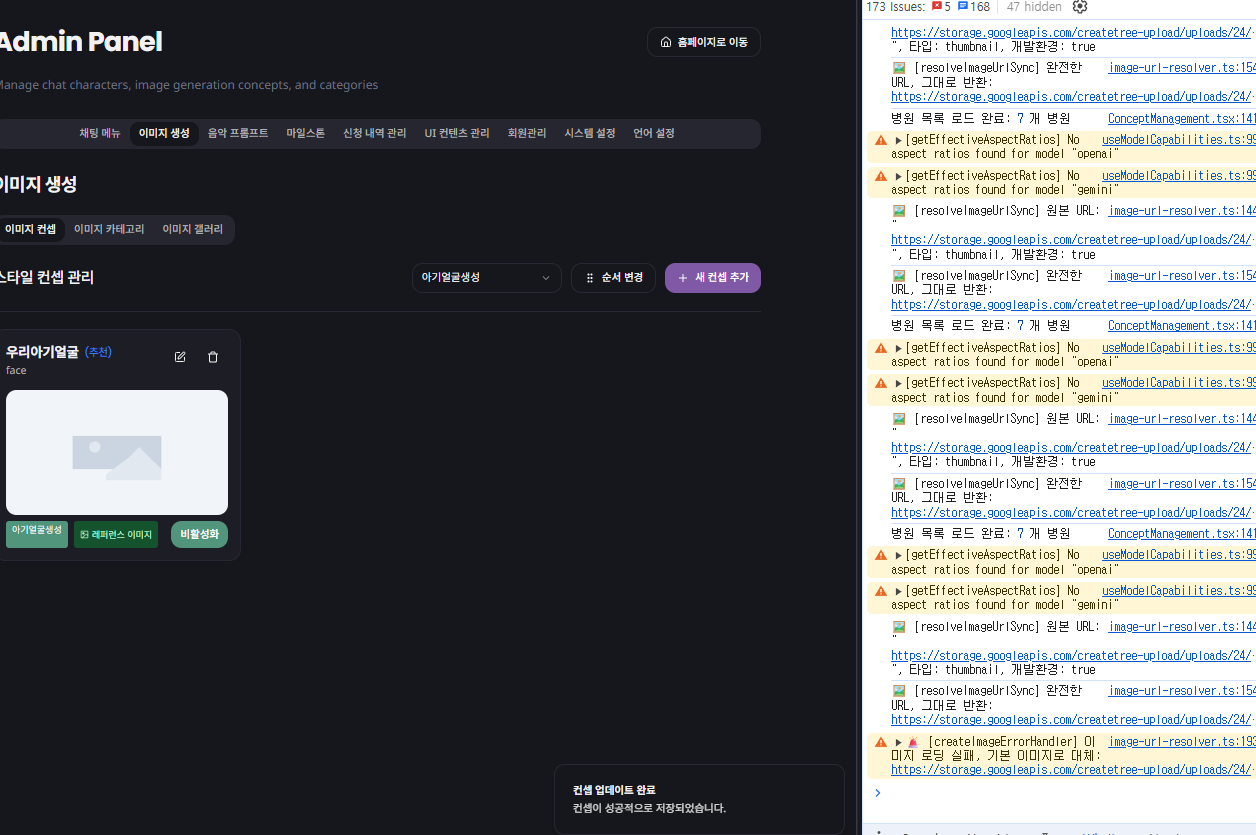 Admin Panel
홈페이지로 이동
Manage chat characters, image generation concepts, and categories
채팅 메뉴 이미지 생성 음악 프롬프트 마일스톤 신청 내역 관리 UI 컨텐츠 관리 회원관리 시스템 설정 언어 설정
이미지 생성
이미지 컨셉 이미지 카테고리 이미지 갤러리
스타일 컨셉 관리
아기얼굴생성
순서 변경
+ 새 컨셉 추가
우리아기얼굴 (추천)
face
아기얼굴생성
레퍼런스 이미지
비활성화
컨셉 업데이트 완료
컨셉이 성공적으로 저장되었습니다.
173 Issues: 5 168 47 hidden
https://storage.googleapis.com/createtree-upload/uploads/24/
", 타입: thumbnail, 개발환경: true
[resolveImageUrlSync] 완전한 image-url-resolver.ts:154
URL, 그대로 반환:
https://storage.googleapis.com/createtree-upload/uploads/24/
병원 목록 로드 완료: 7 개 병원 ConceptManagement.tsx:141
[getEffectiveAspectRatios] No useModelCapabilities.ts:99
aspect ratios found for model "openai"
[getEffectiveAspectRatios] No useModelCapabilities.ts:99
aspect ratios found for model "gemini"
[resolveImageUrlSync] 원본 URL: image-url-resolver.ts:144
"
https://storage.googleapis.com/createtree-upload/uploads/24/
", 타입: thumbnail, 개발환경: true
[resolveImageUrlSync] 완전한 image-url-resolver.ts:154
URL, 그대로 반환:
https://storage.googleapis.com/createtree-upload/uploads/24/
병원 목록 로드 완료: 7 개 병원 ConceptManagement.tsx:141
[getEffectiveAspectRatios] No useModelCapabilities.ts:99
aspect ratios found for model "openai"
[getEffectiveAspectRatios] No useModelCapabilities.ts:99
aspect ratios found for model "gemini"
[resolveImageUrlSync] 원본 URL: image-url-resolver.ts:144
"
https://storage.googleapis.com/createtree-upload/uploads/24/
", 타입: thumbnail, 개발환경: true
[resolveImageUrlSync] 완전한 image-url-resolver.ts:154
URL, 그대로 반환:
https://storage.googleapis.com/createtree-upload/uploads/24/
병원 목록 로드 완료: 7 개 병원 ConceptManagement.tsx:141
[getEffectiveAspectRatios] No useModelCapabilities.ts:99
aspect ratios found for model "openai"
[getEffectiveAspectRatios] No useModelCapabilities.ts:99
aspect ratios found for model "gemini"
[resolveImageUrlSync] 원본 URL: image-url-resolver.ts:144
"
https://storage.googleapis.com/createtree-upload/uploads/24/
", 타입: thumbnail, 개발환경: true
[resolveImageUrlSync] 완전한 image-url-resolver.ts:154
URL, 그대로 반환:
https://storage.googleapis.com/createtree-upload/uploads/24/
[createImageErrorHandler] 이 image-url-resolver.ts:193
미지 로딩 실패, 기본 이미지로 대체:
https://storage.googleapis.com/createtree-upload/uploads/24/